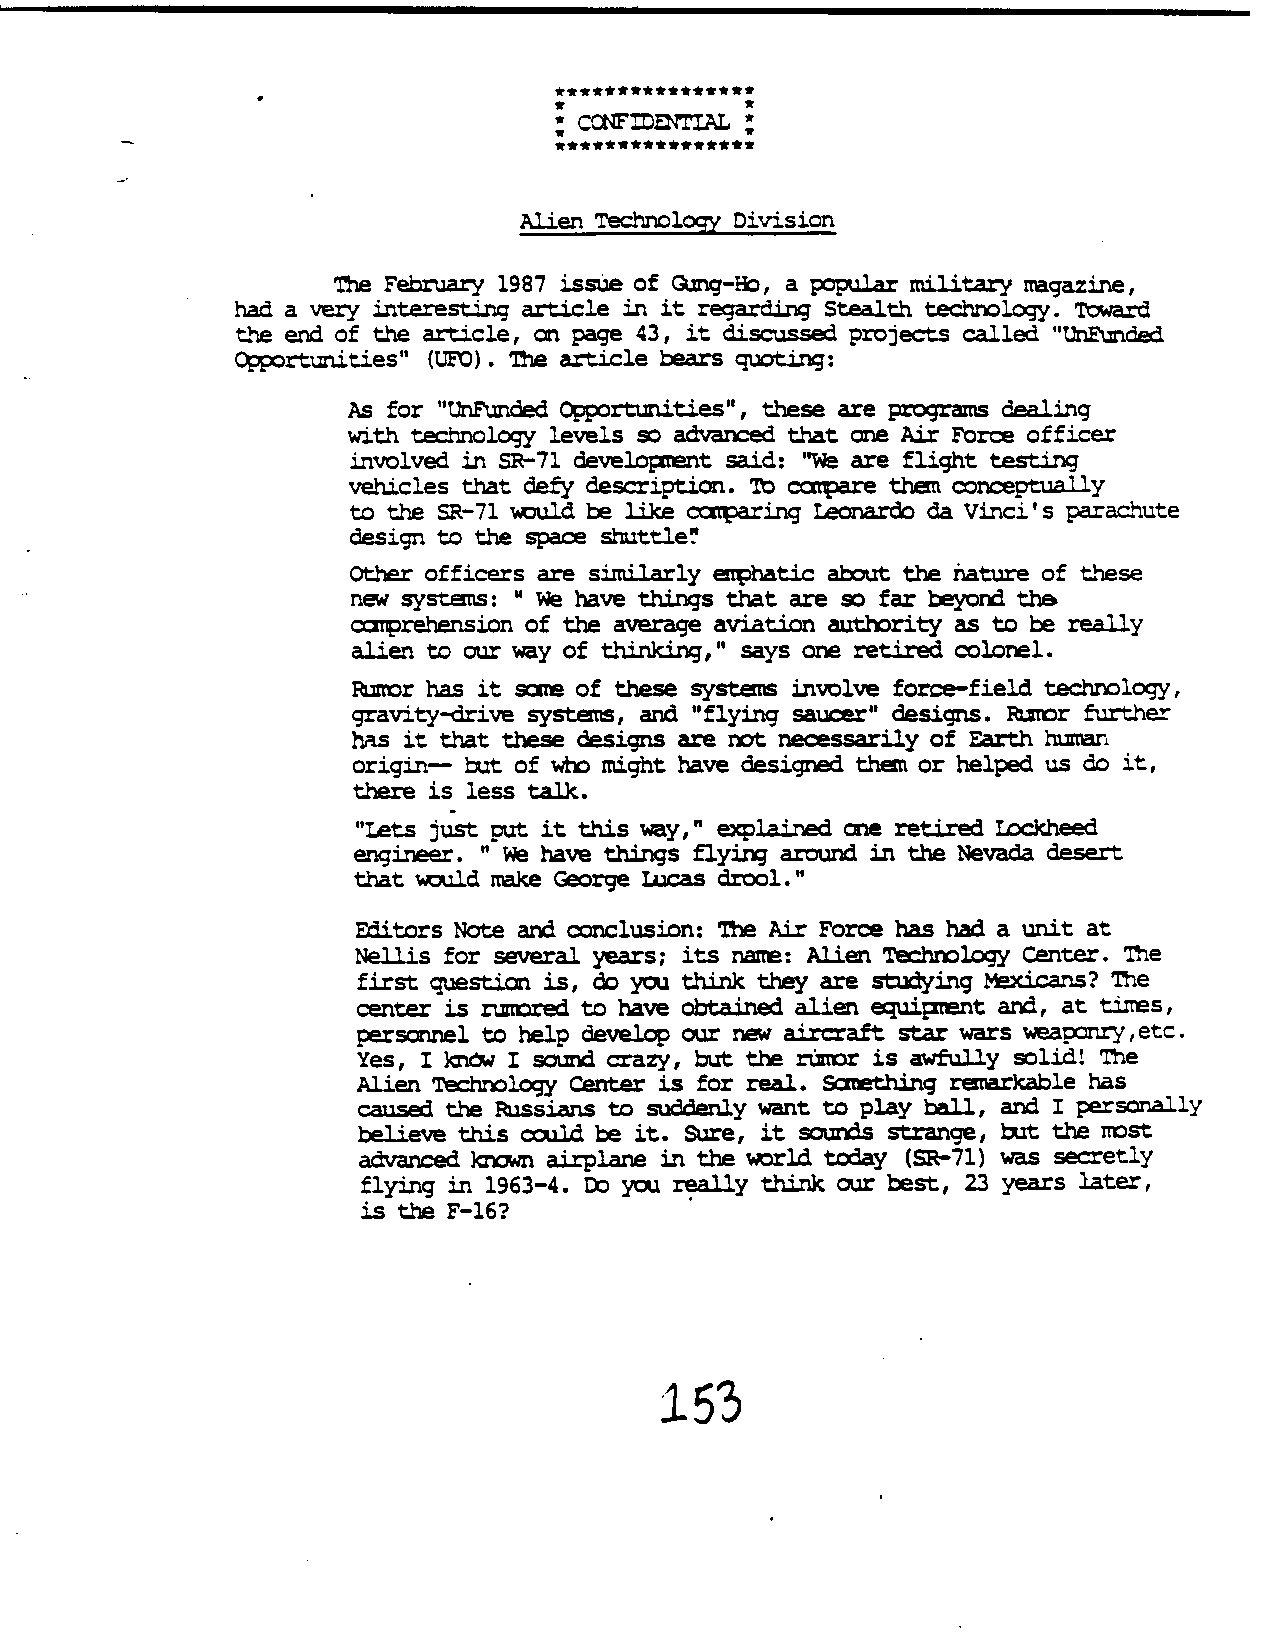 ****************
* *
* CONFIDENTIAL *
* *
****************
Alien Technology Division
The February 1987 issue of Gung-Ho, a popular military magazine,
had a very interesting article in it regarding Stealth technology. Toward
the end of the article, on page 43, it discussed projects called "UnFunded
Opportunities" (UFO). The article bears quoting:
As for "UnFunded Opportunities", these are programs dealing
with technology levels so advanced that one Air Force officer
involved in SR-71 development said: "We are flight testing
vehicles that defy description. To compare them conceptually
to the SR-71 would be like comparing Leonardo da Vinci's parachute
design to the space shuttle."
Other officers are similarly emphatic about the nature of these
new systems: " We have things that are so far beyond the
comprehension of the average aviation authority as to be really
alien to our way of thinking," says one retired colonel.
Rumor has it some of these systems involve force-field technology,
gravity-drive systems, and "flying saucer" designs. Rumor further
has it that these designs are not necessarily of Earth human
origin-- but of who might have designed them or helped us do it,
there is less talk.
"Lets just put it this way," explained one retired Lockheed
engineer. " We have things flying around in the Nevada desert
that would make George Lucas drool."
Editors Note and conclusion: The Air Force has had a unit at
Nellis for several years; its name: Alien Technology Center. The
first question is, do you think they are studying Mexicans? The
center is rumored to have obtained alien equipment and, at times,
personnel to help develop our new aircraft star wars weaponry,etc.
Yes, I know I sound crazy, but the rumor is awfully solid! The
Alien Technology Center is for real. Something remarkable has
caused the Russians to suddenly want to play ball, and I personally
believe this could be it. Sure, it sounds strange, but the most
advanced known airplane in the world today (SR-71) was secretly
flying in 1963-4. Do you really think our best, 23 years later,
is the F-16?
153